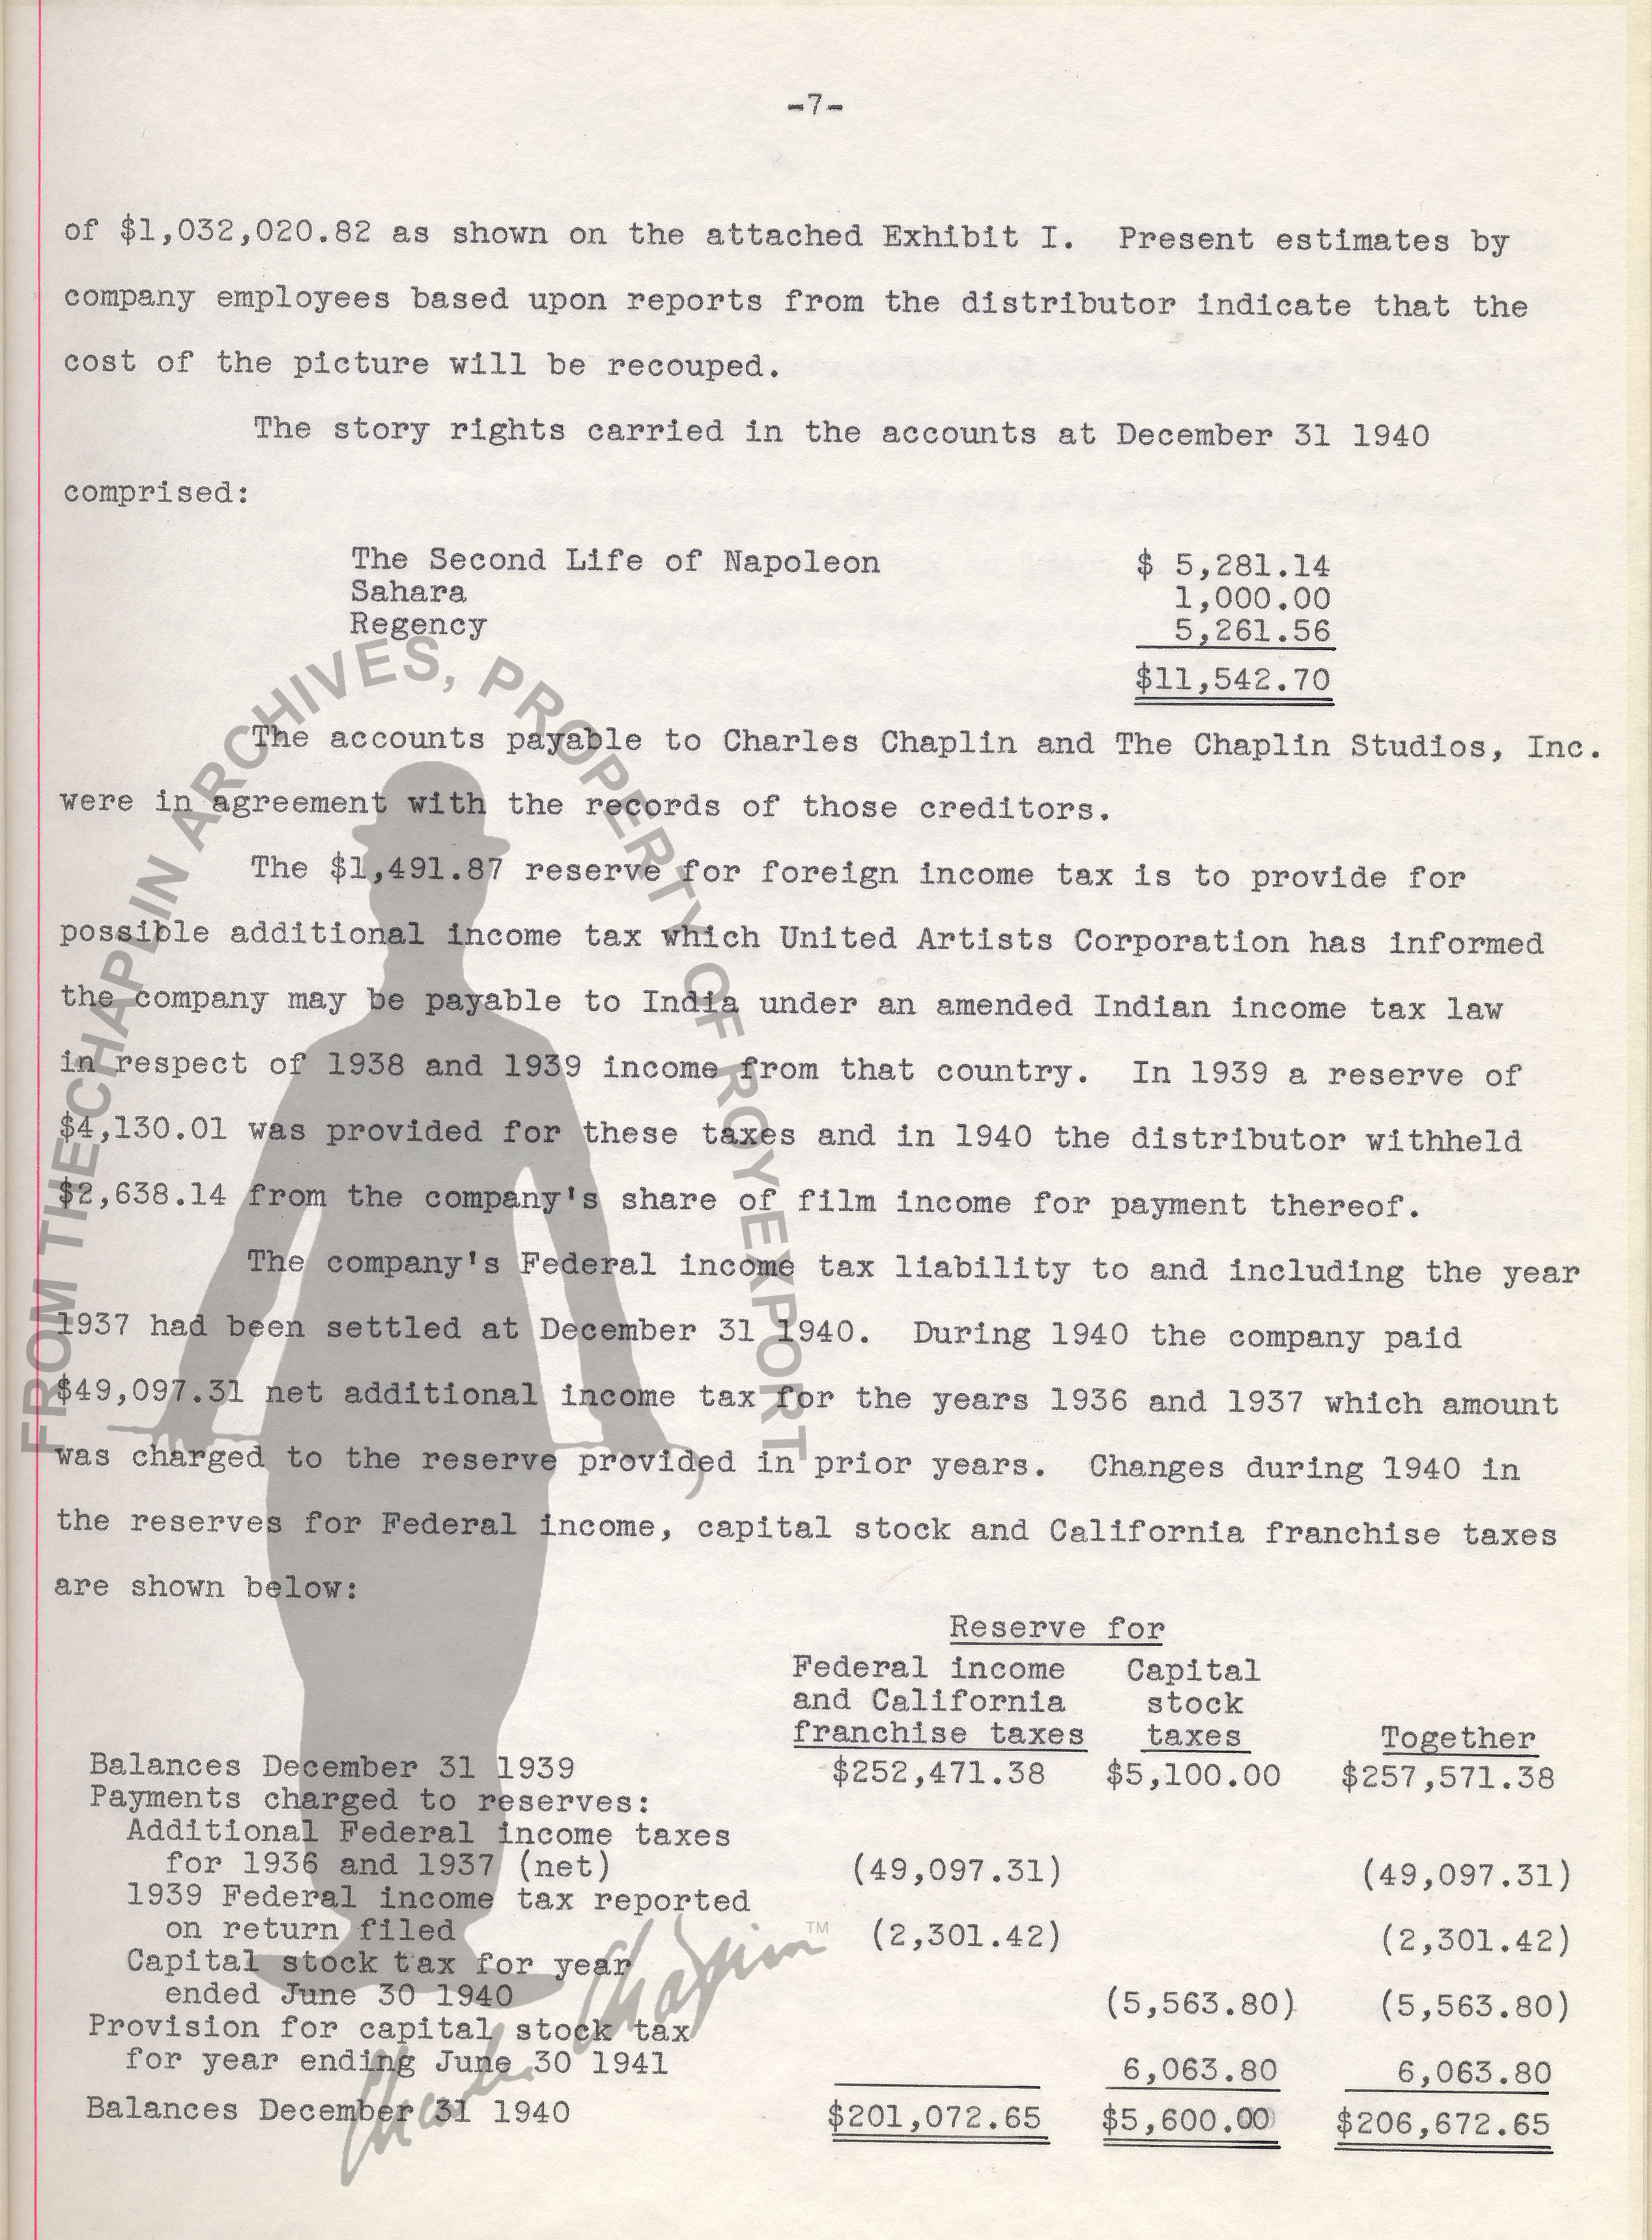 -7-
of $1,032,020.82 as shown on the attached Exhibit I.  Present estimates by
company employees based upon reports from the distributor indicate that the
cost of the picture will be recouped.
The story rights carried in the accounts at December 31 1940
comprised:
The Second Life of Napoleon $ 5,281.14
Sahara 1,000.00
Regency 5,261.56
$11,542.70
The accounts payable to Charles Chaplin and The Chaplin Studios, Inc.
were in agreement with the records of those creditors.
The $1,491.87 reserve for foreign income tax is to provide for
possible additional income tax which United Artists Corporation has informed
the company may be payable to India under an amended Indian income tax law
in respect of 1938 and 1939 income from that country.  In 1939 a reserve of
$4,130.01 was provided for these taxes and in 1940 the distributor withheld
$2,638.14 from the company's share of film income for payment thereof.
The company's Federal income tax liability to and including the year
1937 had been settled at December 31 1940.  During 1940 the company paid
$49,097.31 net additional income tax for the years 1936 and 1937 which amount
was charged to the reserve provided in prior years.  Changes during 1940 in
the reserves for Federal income, capital stock and California franchise taxes
are shown below:
Reserve for
Federal income Capital
and California stock
franchise taxes taxes Together
Balances December 31 1939 $252,471.38 $5,100.00 $257,571.38
Payments charged to reserves:
Additional Federal income taxes
for 1936 and 1937 (net) (49,097.31) (49,097.31)
1939 Federal income tax reported
on return filed (2,301.42) (2,301.42)
Capital stock tax for year
ended June 30 1940 (5,563.80) (5,563.80)
Provision for capital stock tax
for year ending June 30 1941 6,063.80 6,063.80
Balances December 31 1940 $201,072.65 $5,600.00 $206,672.65
FROM THE CHAPLIN ARCHIVES, PROPERTY OF ROY EXPORT
Charles Chaplin ™